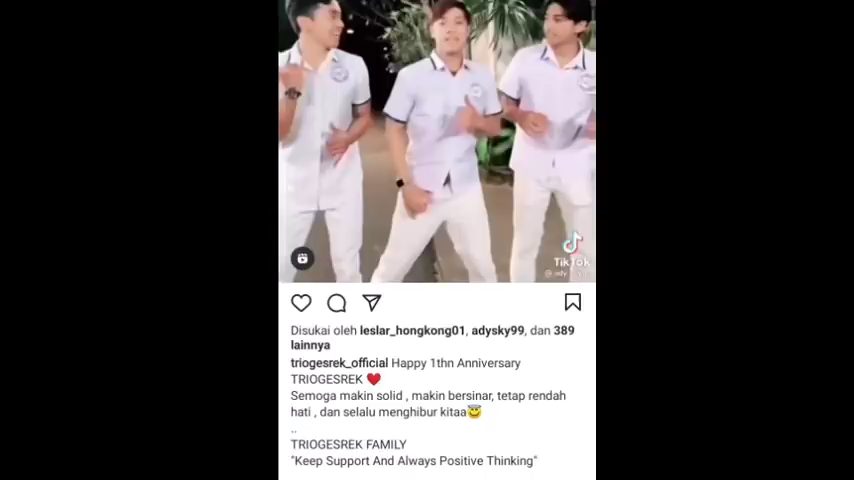 TikTok
Disukai oleh leslar_hongkong01, adysky99, dan 389
lainnya
triogesrek_official Happy 1thn Anniversary
TRIOGESREK ❤️
Semoga makin solid , makin bersinar, tetap rendah
hati , dan selalu menghibur kitaa😇
..
TRIOGESREK FAMILY
"Keep Support And Always Positive Thinking"